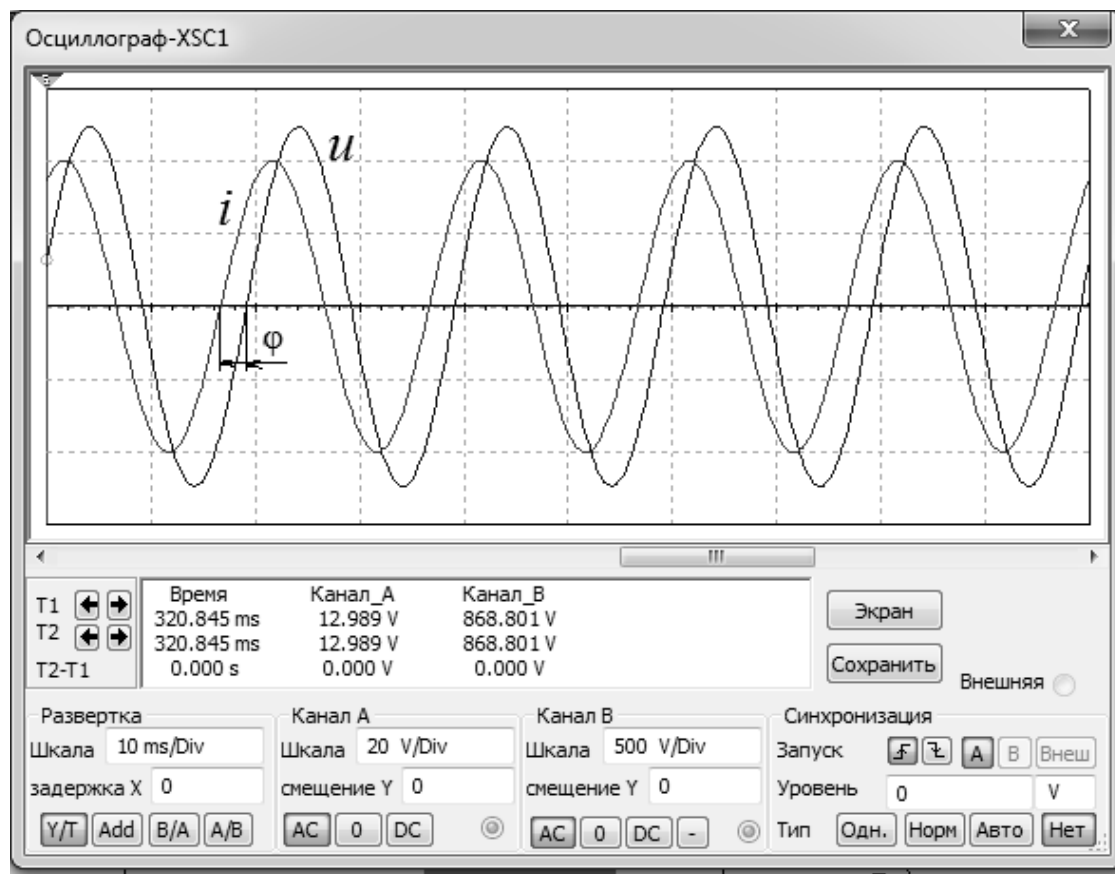 Осциллограф-XSC1
x
u
i
φ
T1
T2
T2-T1
Время Канал_A Канал_B
320.845 ms 12.989 V 868.801 V
320.845 ms 12.989 V 868.801 V
0.000 s 0.000 V 0.000 V
Экран
Сохранить
Внешняя
Развертка
Шкала 10 ms/Div
задержка X 0
Y/T Add B/A A/B
Канал A
Шкала 20 V/Div
смещение Y 0
AC 0 DC
Канал B
Шкала 500 V/Div
смещение Y 0
AC 0 DC -
Синхронизация
Запуск A B Внеш
Уровень 0 V
Тип Одн. Норм Авто Нет